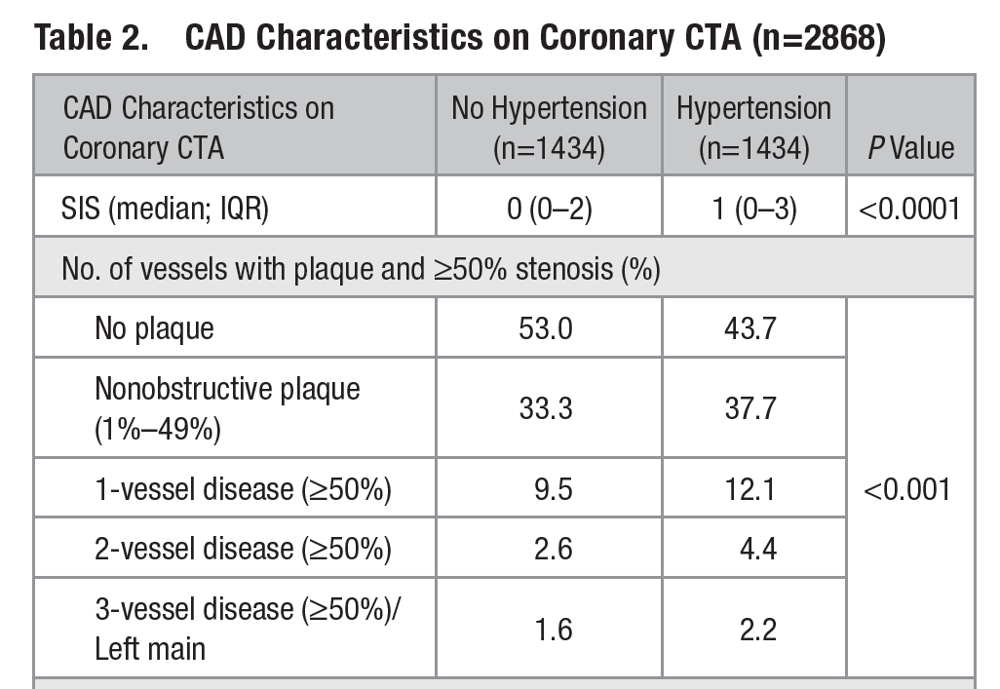 Table 2. CAD Characteristics on Coronary CTA (n=2868)
CAD Characteristics on Coronary CTA No Hypertension (n=1434) Hypertension (n=1434) P Value
SIS (median; IQR) 0 (0–2) 1 (0–3) <0.0001
No. of vessels with plaque and ≥50% stenosis (%)
No plaque 53.0 43.7
Nonobstructive plaque (1%–49%) 33.3 37.7
1-vessel disease (≥50%) 9.5 12.1 <0.001
2-vessel disease (≥50%) 2.6 4.4
3-vessel disease (≥50%)/ Left main 1.6 2.2